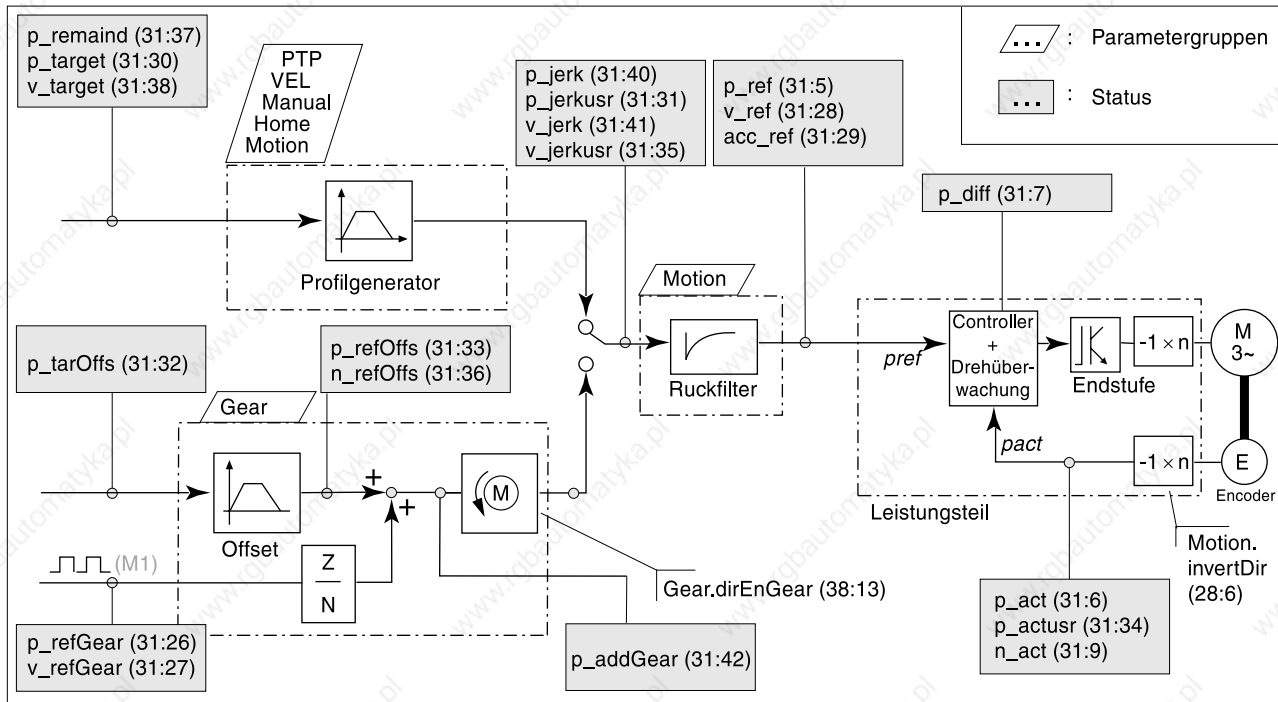 p_remaind (31:37)
p_target (31:30)
v_target (31:38)
PTP
VEL
Manual
Home
Motion
p_jerk (31:40)
p_jerkusr (31:31)
v_jerk (31:41)
v_jerkusr (31:35)
p_ref (31:5)
v_ref (31:28)
acc_ref (31:29)
... : Parametergruppen
... : Status
p_diff (31:7)
Profilgenerator
Motion
Ruckfilter
pref
Controller
+
Drehüber-
wachung
Endstufe
-1 x n
M
3~
pact
-1 x n
E
Encoder
Leistungsteil
Motion.
invertDir
(28:6)
p_act (31:6)
p_actusr (31:34)
n_act (31:9)
p_tarOffs (31:32)
p_refOffs (31:33)
n_refOffs (31:36)
Gear
Offset
+
+
M
(M1)
Z
N
Gear.dirEnGear (38:13)
p_refGear (31:26)
v_refGear (31:27)
p_addGear (31:42)
www.rgbautomatyka.pl